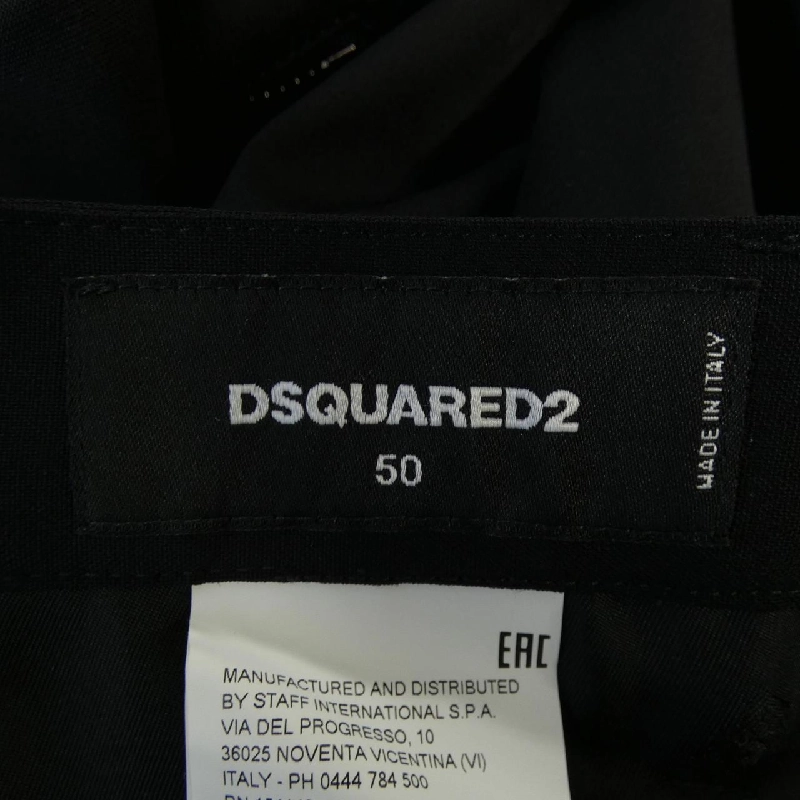 DSQUARED2
50
MADE IN ITALY
EAC
MANUFACTURED AND DISTRIBUTED
BY STAFF INTERNATIONAL S.P.A.
VIA DEL PROGRESSO, 10
36025 NOVENTA VICENTINA (VI)
ITALY - PH 0444 784 500